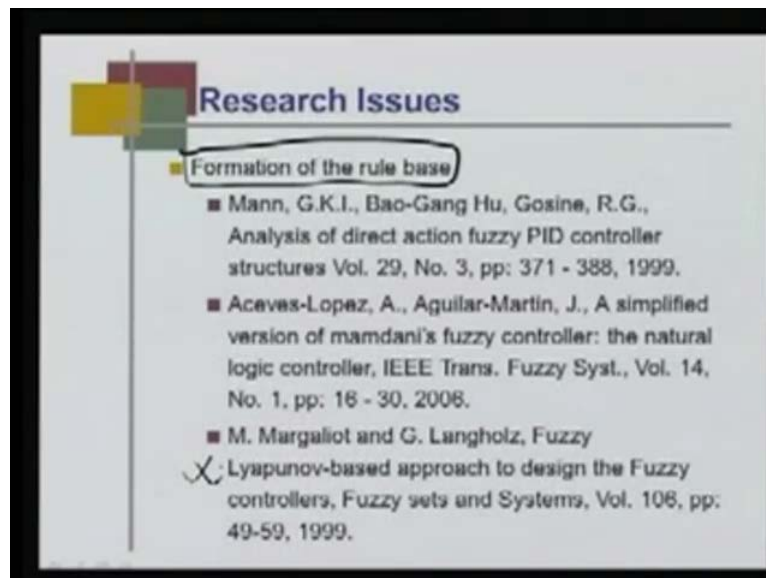 Research Issues
Formation of the rule base
Mann, G.K.I., Bao-Gang Hu, Gosine, R.G.,
Analysis of direct action fuzzy PID controller
structures Vol. 29, No. 3, pp: 371 - 388, 1999.
Aceves-Lopez, A., Aguilar-Martin, J., A simplified
version of mamdani's fuzzy controller: the natural
logic controller, IEEE Trans. Fuzzy Syst., Vol. 14,
No. 1, pp: 16 - 30, 2006.
M. Margaliot and G. Langholz, Fuzzy
Lyapunov-based approach to design the Fuzzy
controllers, Fuzzy sets and Systems, Vol. 106, pp:
49-59, 1999.